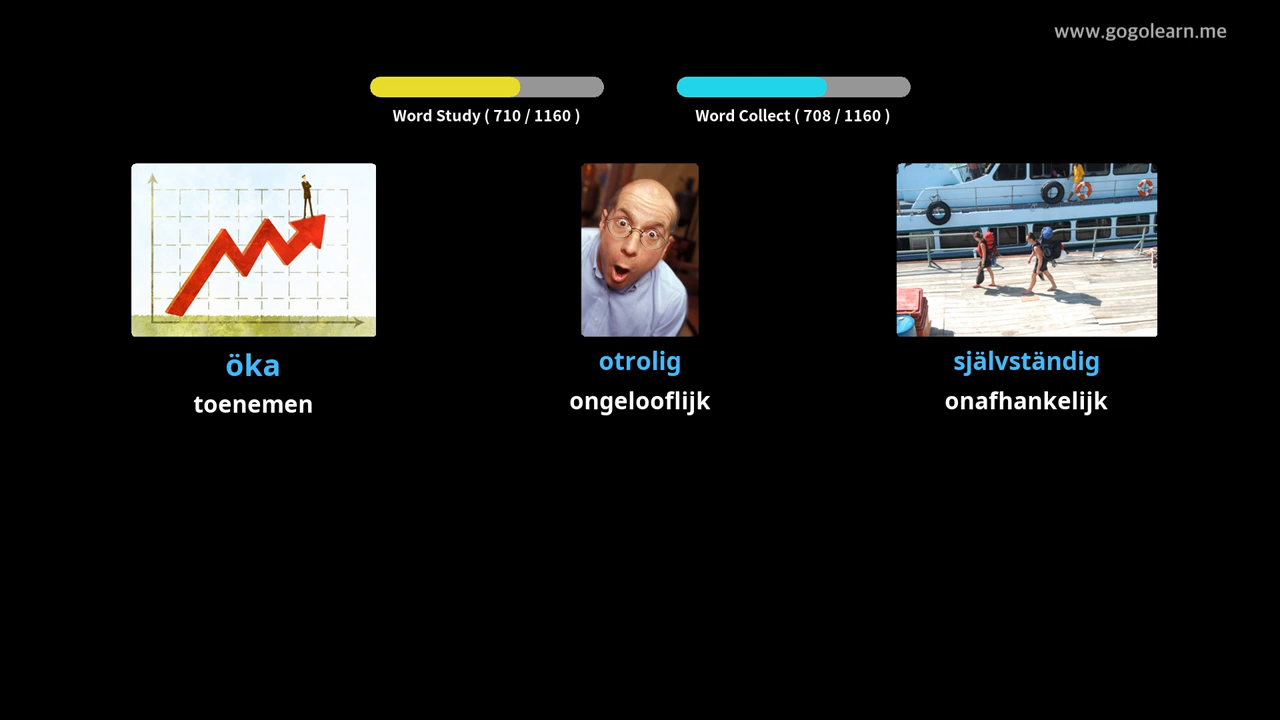 www.gogolearn.me
Word Study ( 710 / 1160 )
Word Collect ( 708 / 1160 )
öka
toenemen
otrolig
ongelooflijk
självständig
onafhankelijk